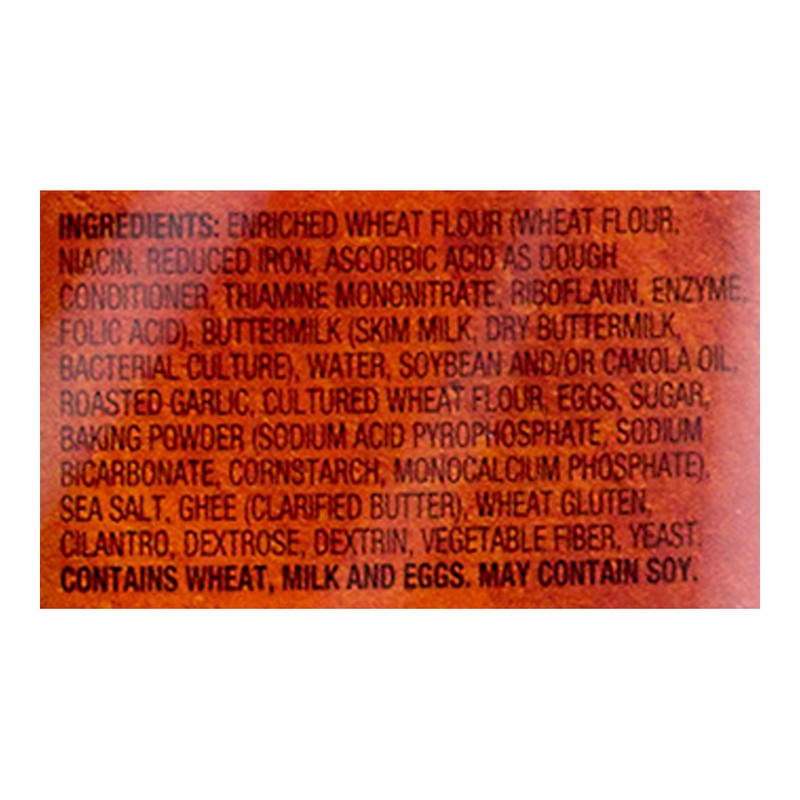 INGREDIENTS: ENRICHED WHEAT FLOUR (WHEAT FLOUR,
NIACIN, REDUCED IRON, ASCORBIC ACID AS DOUGH
CONDITIONER, THIAMINE MONONITRATE, RIBOFLAVIN, ENZYME,
FOLIC ACID), BUTTERMILK (SKIM MILK, DRY BUTTERMILK,
BACTERIAL CULTURE), WATER, SOYBEAN AND/OR CANOLA OIL,
ROASTED GARLIC, CULTURED WHEAT FLOUR, EGGS, SUGAR,
BAKING POWDER (SODIUM ACID PYROPHOSPHATE, SODIUM
BICARBONATE, CORNSTARCH, MONOCALCIUM PHOSPHATE),
SEA SALT, GHEE (CLARIFIED BUTTER), WHEAT GLUTEN,
CILANTRO, DEXTROSE, DEXTRIN, VEGETABLE FIBER, YEAST.
CONTAINS WHEAT, MILK AND EGGS. MAY CONTAIN SOY.